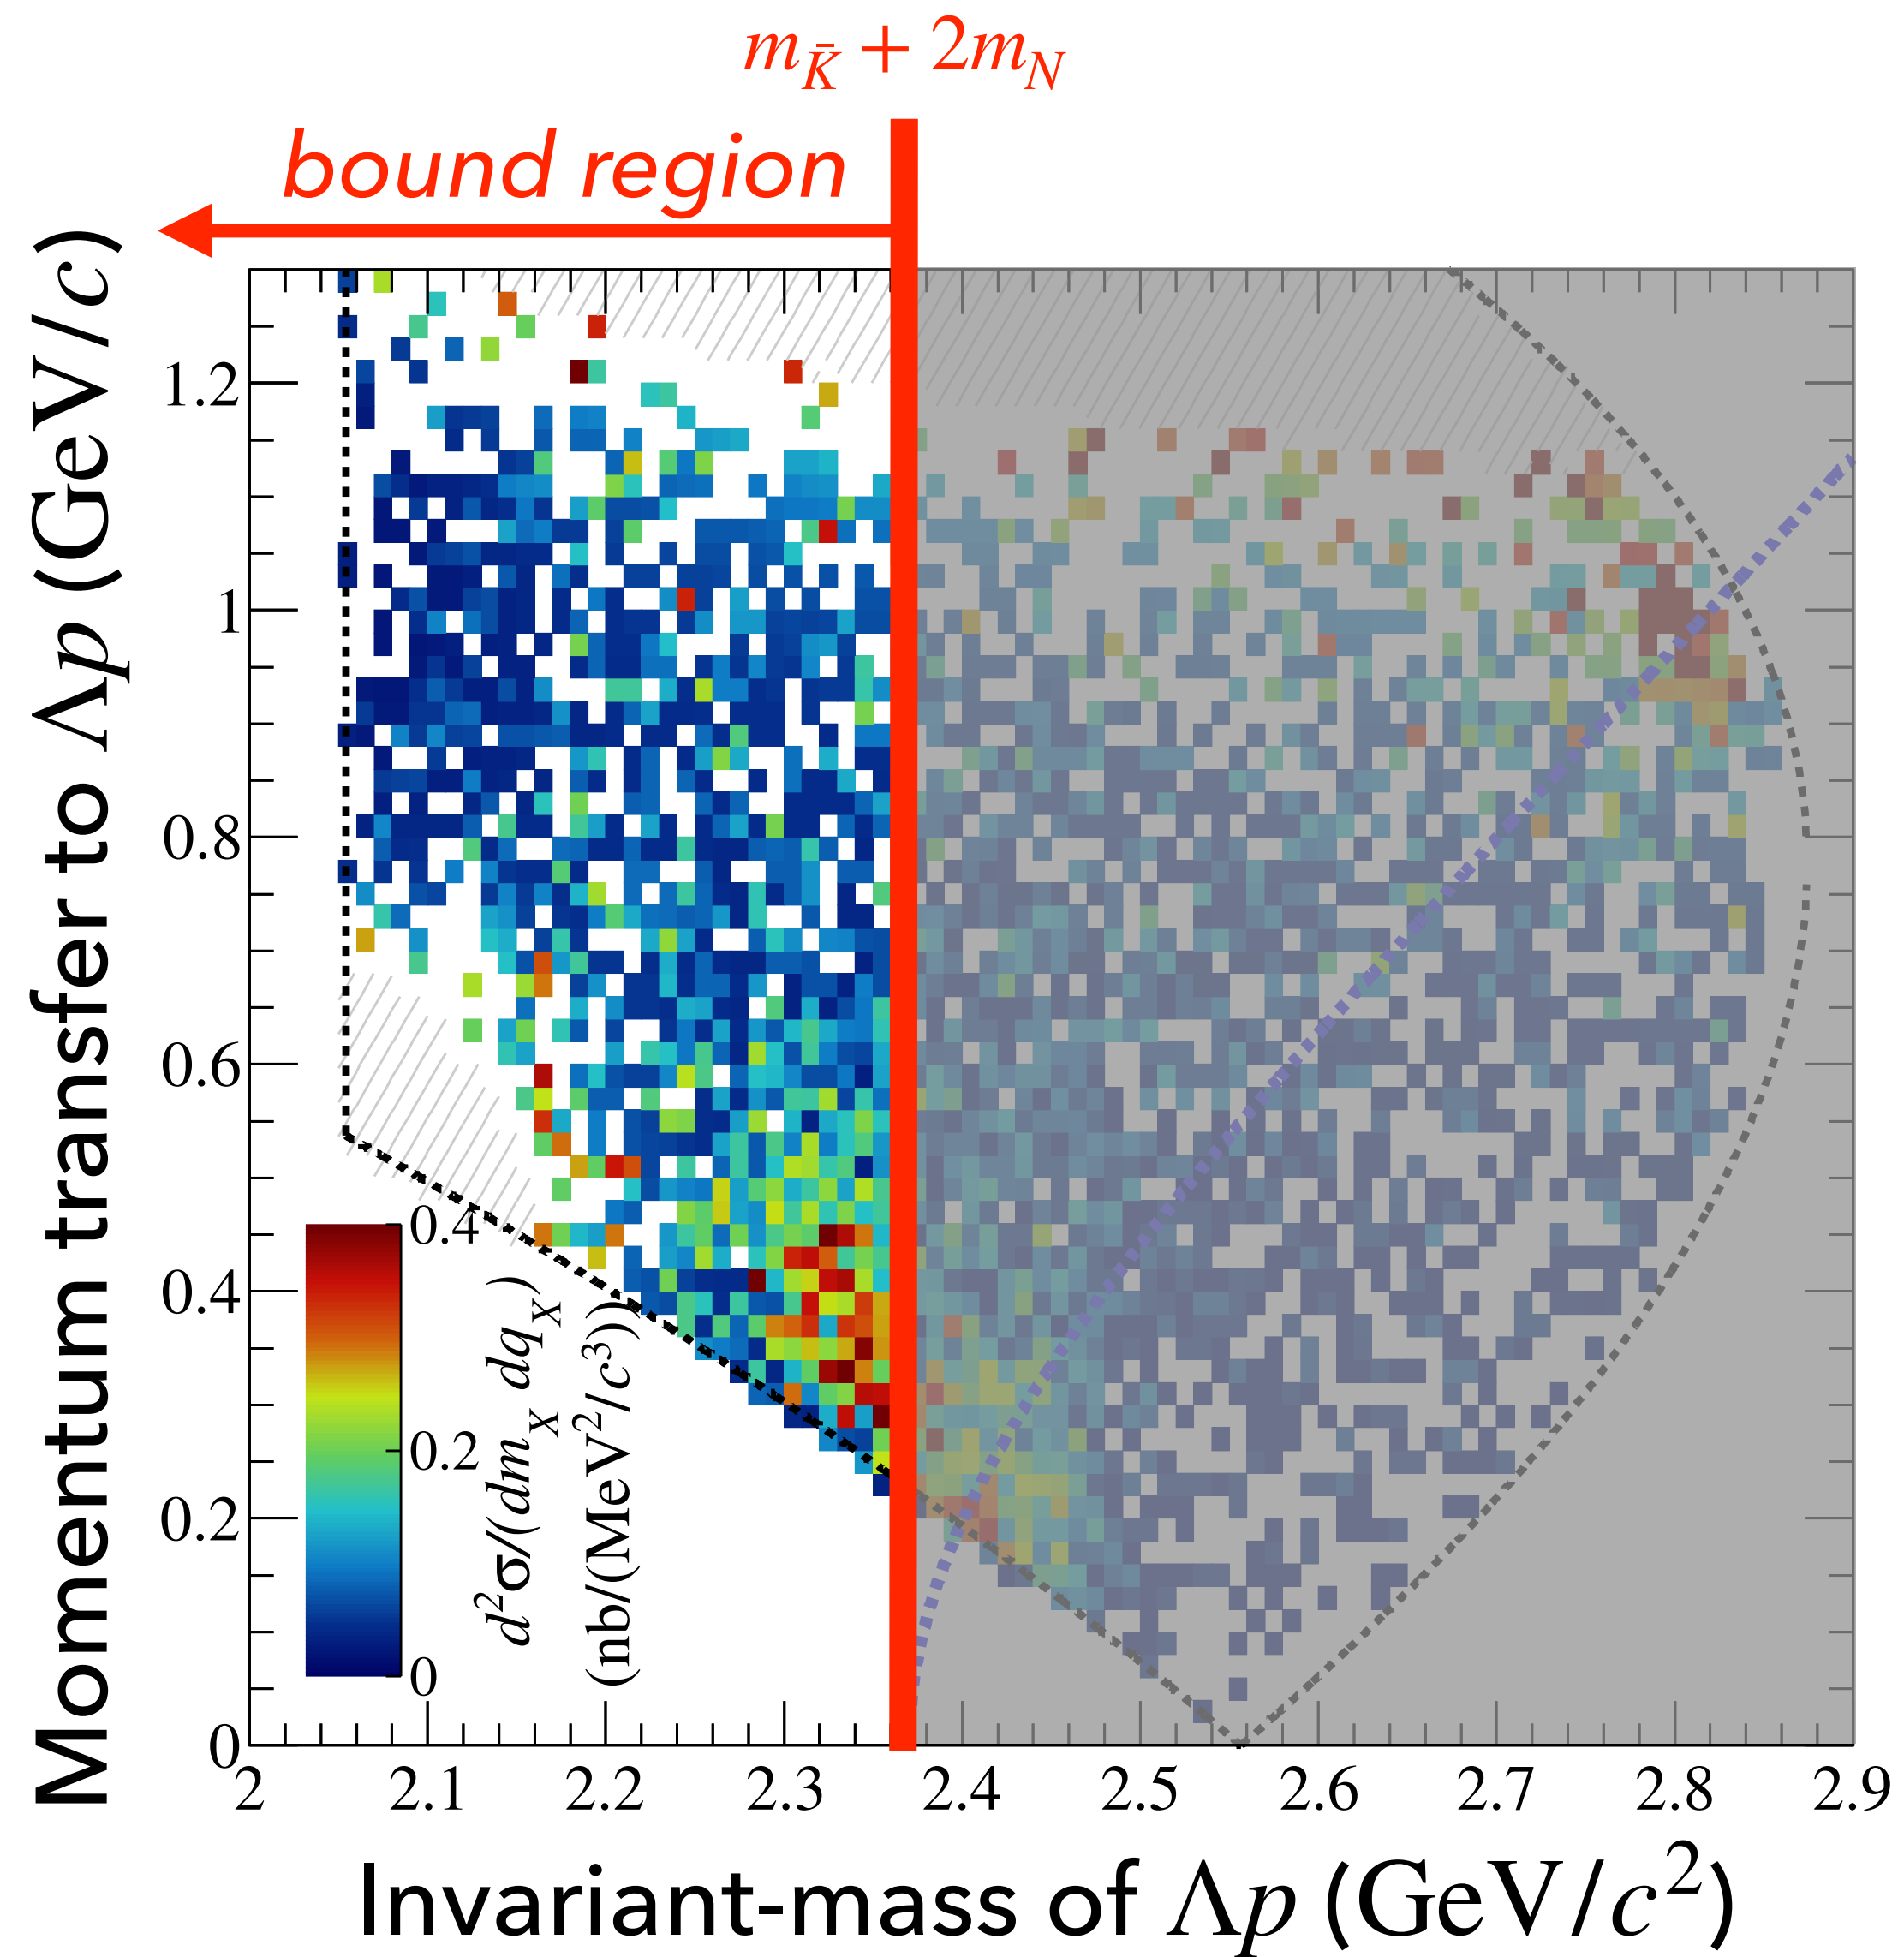 m_K̄ + 2m_N
bound region
Momentum transfer to Λp (GeV/c)
1.2
1
0.8
0.6
0.4
0.2
0
0.4
0.2
0
d²σ/(dm_X dq_X)
(nb/(MeV²/c³))
2 2.1 2.2 2.3 2.4 2.5 2.6 2.7 2.8 2.9
Invariant-mass of Λp (GeV/c²)